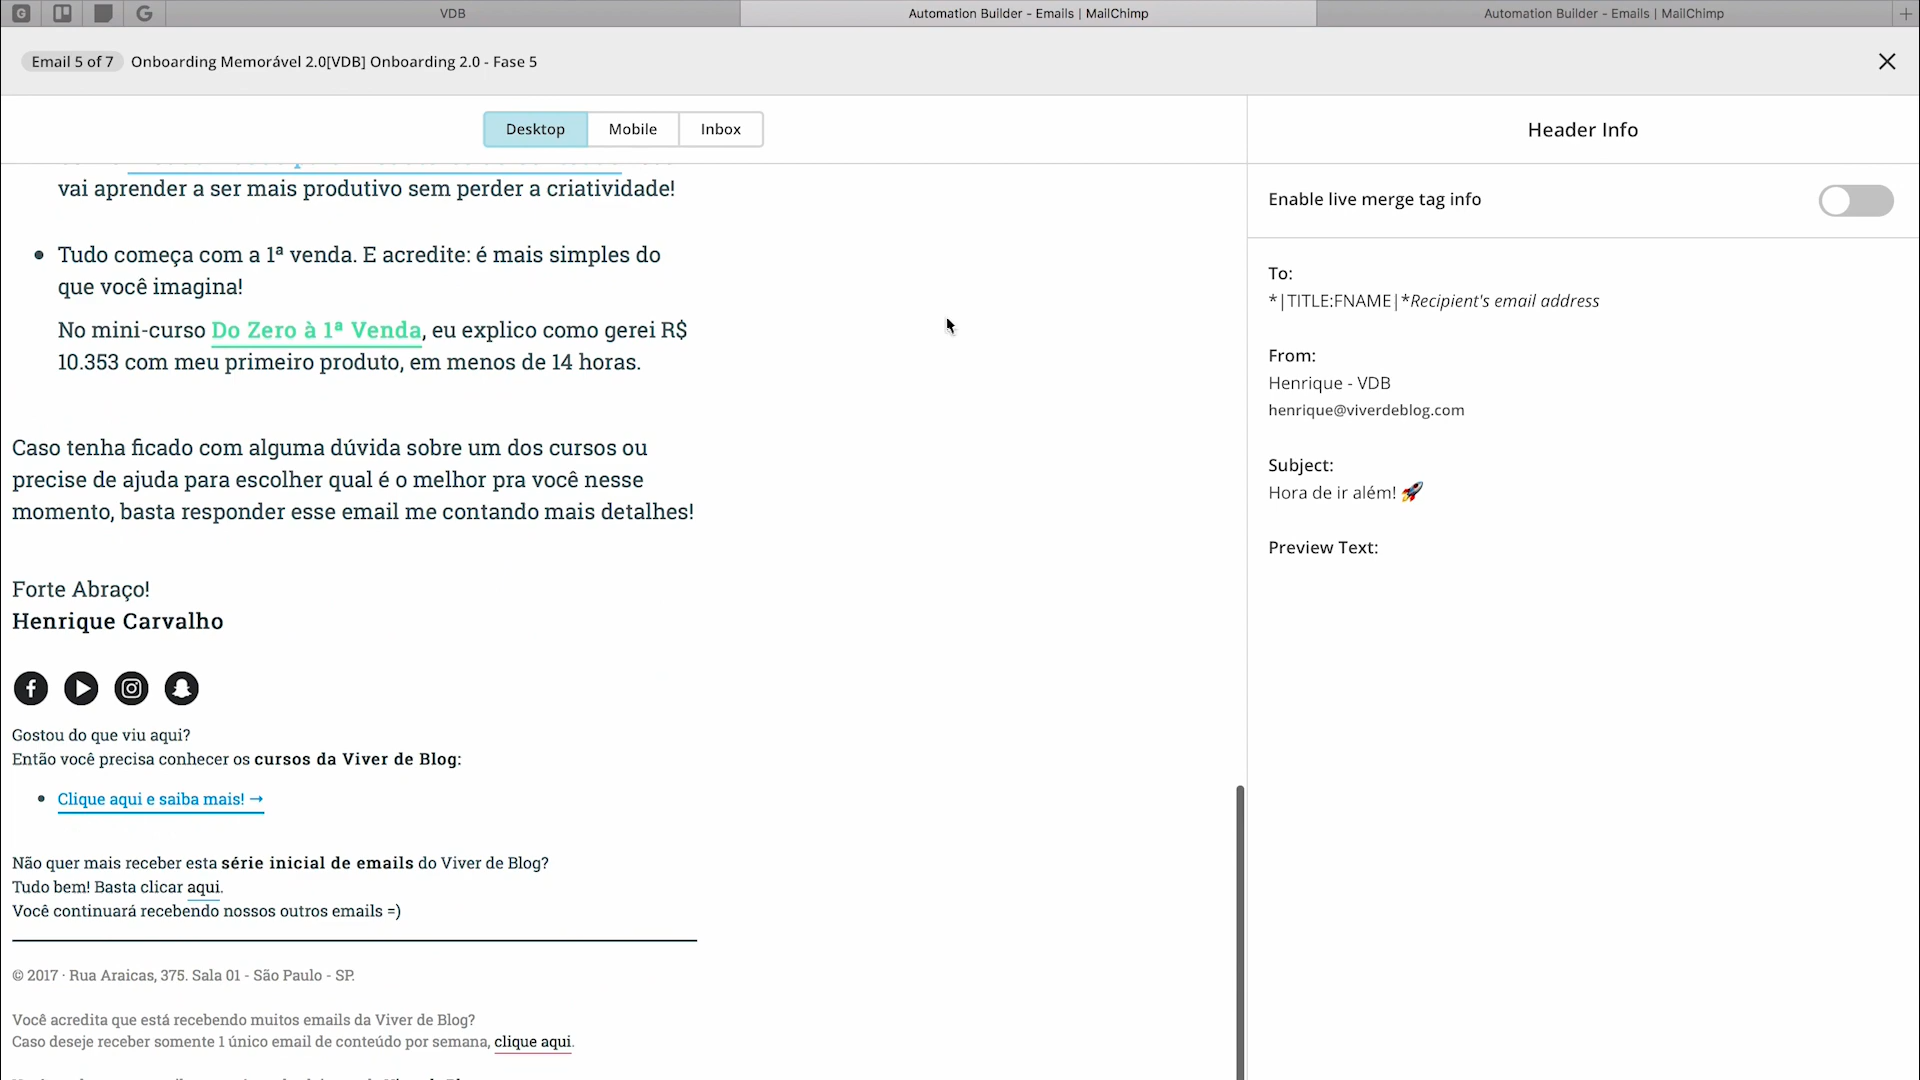 VDB
Automation Builder - Emails | MailChimp
Automation Builder - Emails | MailChimp
Email 5 of 7 Onboarding Memorável 2.0[VDB] Onboarding 2.0 - Fase 5
Desktop Mobile Inbox
Header Info
vai aprender a ser mais produtivo sem perder a criatividade!
Tudo começa com a 1ª venda. E acredite: é mais simples do
que você imagina!
No mini-curso Do Zero à 1ª Venda, eu explico como gerei R$
10.353 com meu primeiro produto, em menos de 14 horas.
Caso tenha ficado com alguma dúvida sobre um dos cursos ou
precise de ajuda para escolher qual é o melhor pra você nesse
momento, basta responder esse email me contando mais detalhes!
Forte Abraço!
Henrique Carvalho
Gostou do que viu aqui?
Então você precisa conhecer os cursos da Viver de Blog:
Clique aqui e saiba mais! →
Não quer mais receber esta série inicial de emails do Viver de Blog?
Tudo bem! Basta clicar aqui.
Você continuará recebendo nossos outros emails =)
© 2017 · Rua Araicas, 375. Sala 01 - São Paulo - SP.
Você acredita que está recebendo muitos emails da Viver de Blog?
Caso deseje receber somente 1 único email de conteúdo por semana, clique aqui.
Enable live merge tag info
To:
*|TITLE:FNAME|*Recipient's email address
From:
Henrique - VDB
henrique@viverdeblog.com
Subject:
Hora de ir além! 🚀
Preview Text: